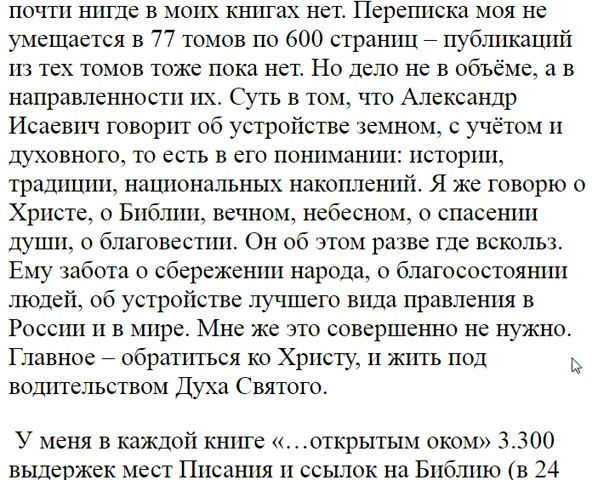 почти нигде в моих книгах нет. Переписка моя не
умещается в 77 томов по 600 страниц – публикаций
из тех томов тоже пока нет. Но дело не в объёме, а в
направленности их. Суть в том, что Александр
Исаевич говорит об устройстве земном, с учётом и
духовного, то есть в его понимании: истории,
традиции, национальных накоплений. Я же говорю о
Христе, о Библии, вечном, небесном, о спасении
души, о благовестии. Он об этом разве где вскользь.
Ему забота о сбережении народа, о благосостоянии
людей, об устройстве лучшего вида правления в
России и в мире. Мне же это совершенно не нужно.
Главное – обратиться ко Христу, и жить под
водительством Духа Святого.
У меня в каждой книге «…открытым оком» 3.300
выдержек мест Писания и ссылок на Библию (в 24